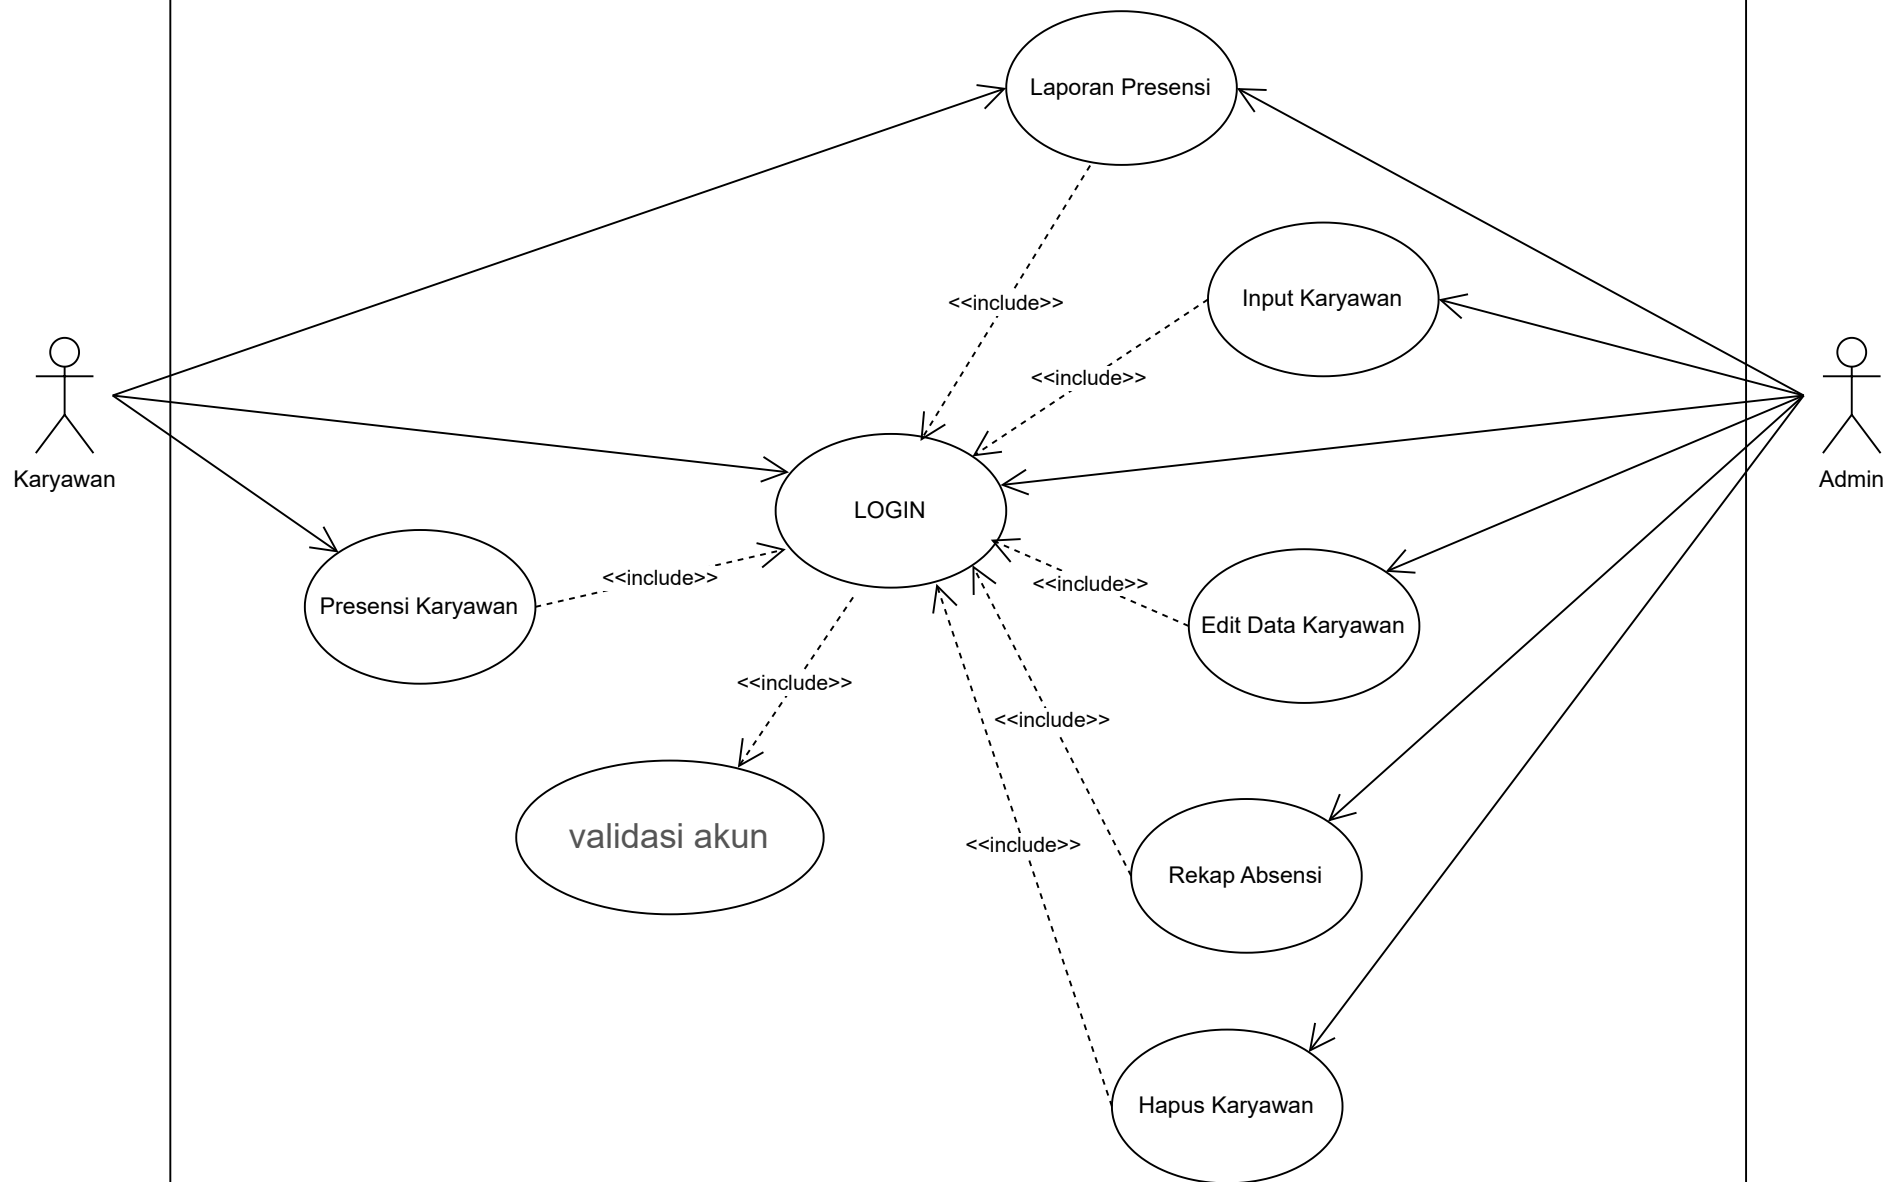 Laporan Presensi
<<include>>
Input Karyawan
<<include>>
Karyawan
Admin
LOGIN
<<include>>
<<include>>
Presensi Karyawan
Edit Data Karyawan
<<include>>
<<include>>
validasi akun
<<include>>
Rekap Absensi
Hapus Karyawan